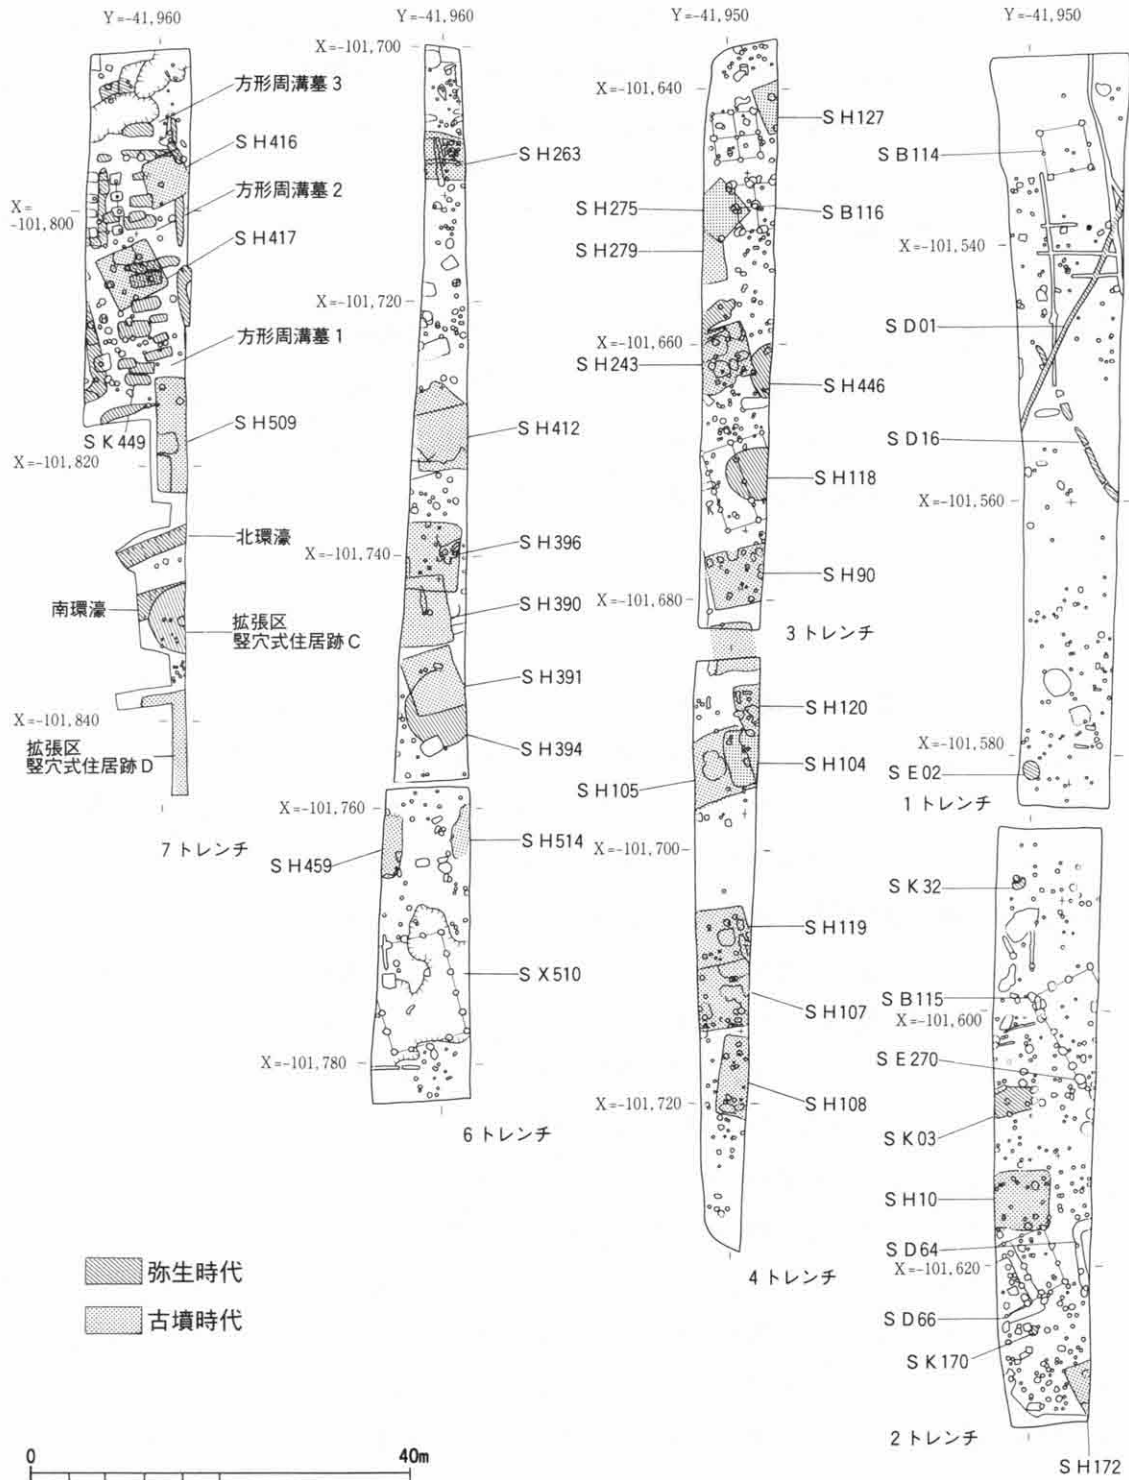 Y=-41,960
X=
-101,800
方形周溝墓 3
S H416
方形周溝墓 2
S H417
方形周溝墓 1
S H509
S K449
X=-101,820
北環濠
南環濠
拡張区
竪穴式住居跡 C
X=-101,840
拡張区
竪穴式住居跡 D
7 トレンチ
Y=-41,960
X=-101,700
S H263
X=-101,720
S H412
S H396
X=-101,740
S H390
S H391
S H394
X=-101,760
S H459
S H514
S X510
X=-101,780
6 トレンチ
Y=-41,950
X=-101,640
S H127
S H275
S B116
S H279
X=-101,660
S H243
S H446
S H118
S H90
X=-101,680
3 トレンチ
S H120
S H104
S H105
X=-101,700
S H119
S H107
S H108
X=-101,720
4 トレンチ
Y=-41,950
S B114
X=-101,540
S D01
S D16
X=-101,560
X=-101,580
S E02
1 トレンチ
S K32
S B115
X=-101,600
S E270
S K03
S H10
S D64
X=-101,620
S D66
S K170
2 トレンチ
S H172
弥生時代
古墳時代
0
40m